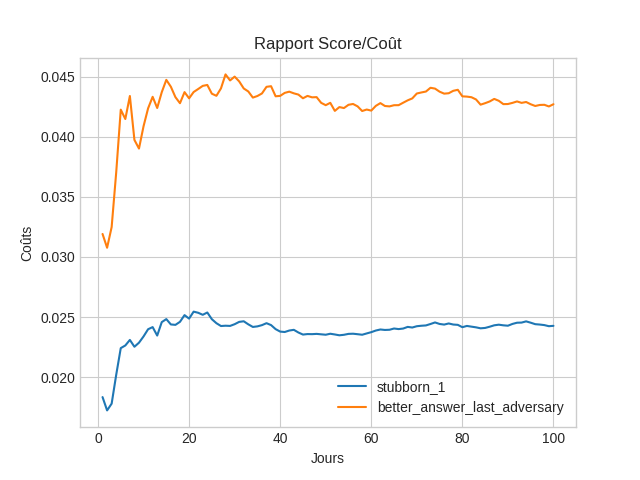 Rapport Score/Coût
0.045
0.040
0.035
0.030
0.025
0.020
Coûts
0 20 40 60 80 100
Jours
stubborn_1
better_answer_last_adversary